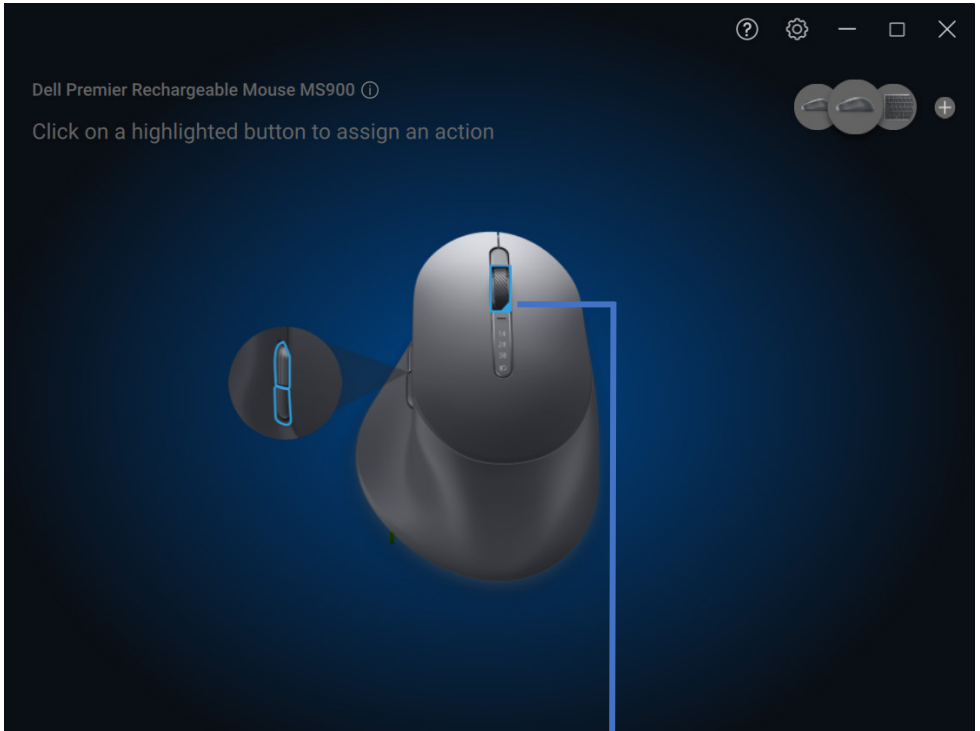 Dell Premier Rechargeable Mouse MS900
Click on a highlighted button to assign an action